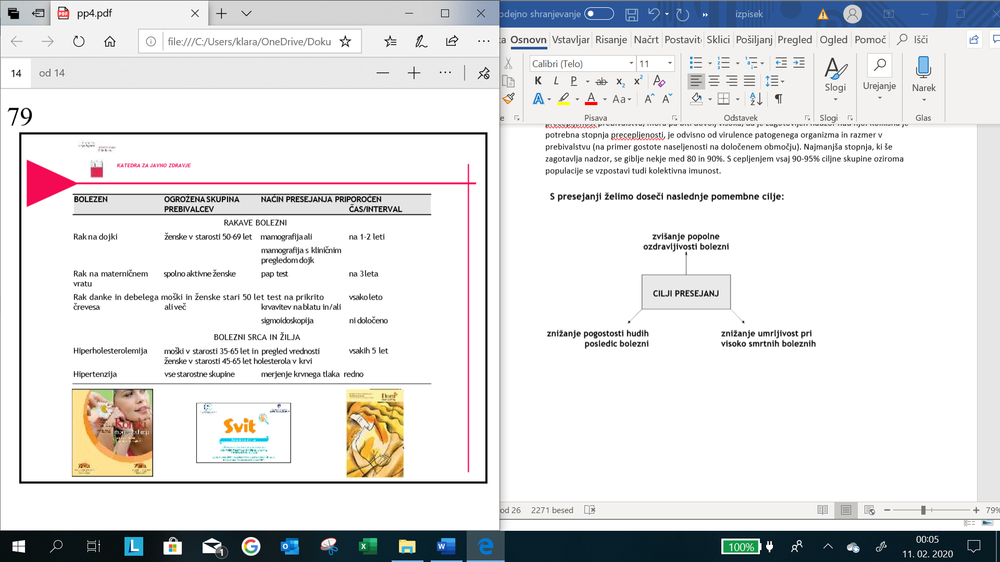 pp4.pdf
file:///C:/Users/klara/OneDrive/Doku
14 od 14
79
KATEDRA ZA JAVNO ZDRAVJE
BOLEZEN OGROŽENA SKUPINA NAČIN PRESEJANJA PRIPOROČEN
PREBIVALCEV ČAS/INTERVAL
RAKAVE BOLEZNI
Rak na dojki ženske v starosti 50-69 let mamografija ali na 1-2 leti
mamografija s kliničnim
pregledom dojk
Rak na materničnem spolno aktivne ženske pap test na 3 leta
vratu
Rak danke in debelega moški in ženske stari 50 let test na prikrito vsako leto
črevesa ali več krvavitev na blatu in/ali
sigmoidoskopija ni določeno
BOLEZNI SRCA IN ŽILJA
Hiperholesterolemija moški v starosti 35-65 let in pregled vrednosti vsakih 5 let
ženske v starosti 45-65 let holesterola v krvi
Hipertenzija vse starostne skupine merjenje krvnega tlaka redno
Svit
odejno shranjevanje izpisek
ka Osnovn Vstavljar Risanje Načrt Postavit Sklici Pošiljanj Pregled Ogled Pomoč Išči
Calibri (Telo) 11
K L P ab x₂ x² A
A A Aa A A
Slogi Urejanje Narek
e Pisava Odstavek Slogi Glas
potrebna stopnja precepljenosti, je odvisno od virulence patogenega organizma in razmer v
prebivalstvu (na primer gostote naseljenosti na določenem območju). Najmanjša stopnja, ki še
zagotavlja nadzor, se giblje nekje med 80 in 90%. S cepljenjem vsaj 90-95% ciljne skupine oziroma
populacije se vzpostavi tudi kolektivna imunost.
S presejanji želimo doseči naslednje pomembne cilje:
zvišanje popolne
ozdravljivosti bolezni
CILJI PRESEJANJ
znižanje pogostosti hudih
posledic bolezni
znižanje umrljivost pri
visoko smrtnih boleznih
od 26 2271 besed 79%
100%
00:05
11. 02. 2020